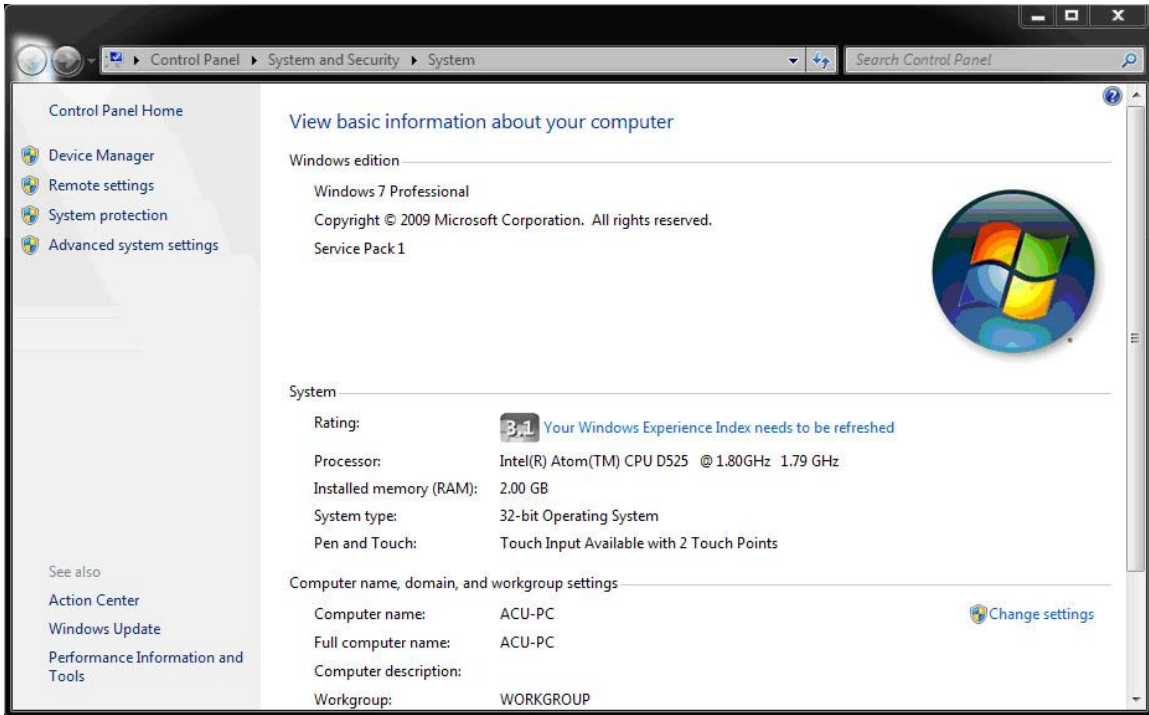 Control Panel ▸ System and Security ▸ System
Search Control Panel
Control Panel Home
Device Manager
Remote settings
System protection
Advanced system settings
See also
Action Center
Windows Update
Performance Information and
Tools
View basic information about your computer
Windows edition
Windows 7 Professional
Copyright © 2009 Microsoft Corporation. All rights reserved.
Service Pack 1
System
Rating: 3,1 Your Windows Experience Index needs to be refreshed
Processor: Intel(R) Atom(TM) CPU D525 @ 1.80GHz 1.79 GHz
Installed memory (RAM): 2.00 GB
System type: 32-bit Operating System
Pen and Touch: Touch Input Available with 2 Touch Points
Computer name, domain, and workgroup settings
Computer name: ACU-PC Change settings
Full computer name: ACU-PC
Computer description:
Workgroup: WORKGROUP